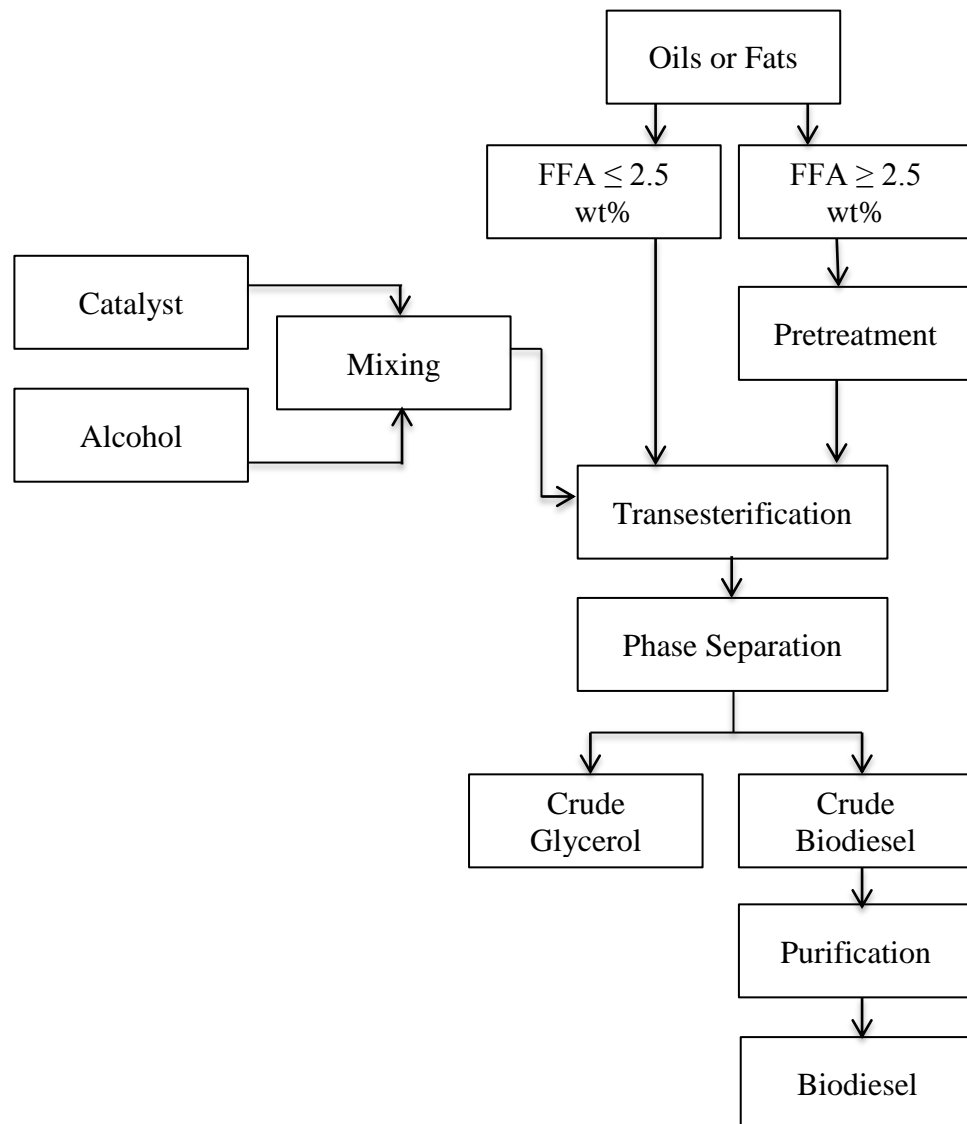 Oils or Fats
FFA ≤ 2.5
wt%
FFA ≥ 2.5
wt%
Catalyst
Mixing
Pretreatment
Alcohol
Transesterification
Phase Separation
Crude
Glycerol
Crude
Biodiesel
Purification
Biodiesel